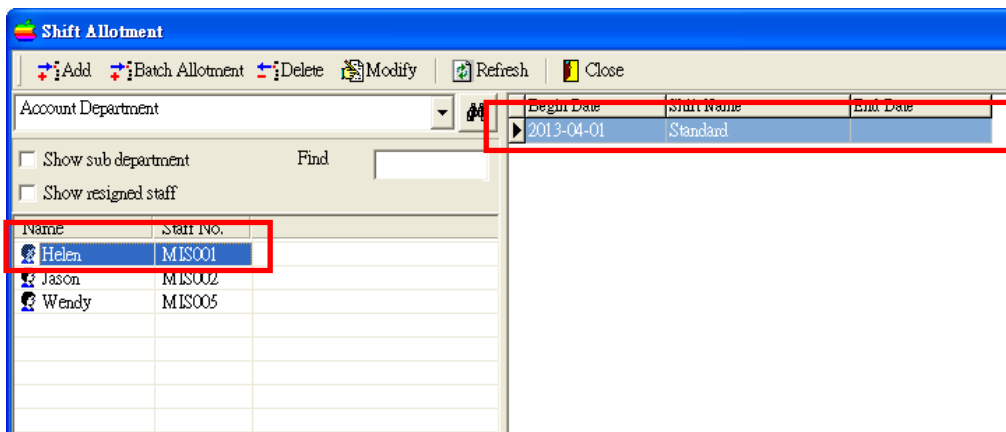 Shift Allotment
Add Batch Allotment Delete Modify Refresh Close
Account Department
Begin Date Shift Name End Date
2013-04-01 Standard
Show sub department Find
Show resigned staff
Name Staff No.
Helen MIS001
Jason MIS002
Wendy MIS005